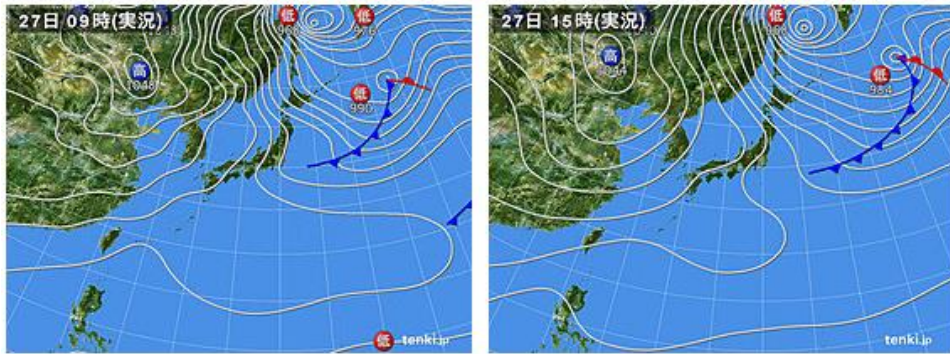 27日 09時(実況)
低
低
976
高
1048
低
990
低
tenki.jp
27日 15時(実況)
低
高
低
984
tenki.jp